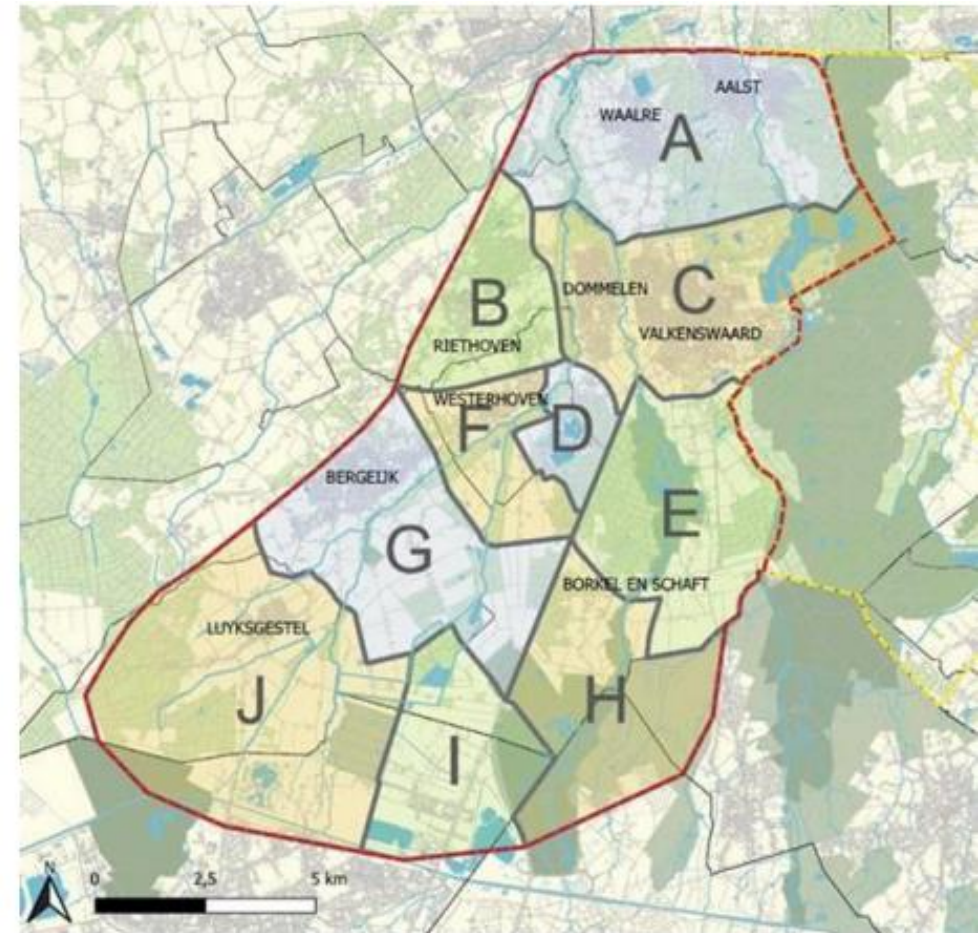 AALST
WAALRE
A
B
DOMMELEN
C
RIETHOVEN
VALKENSWAARD
WESTERHOVEN
F
D
BERGEIJK
E
G
BORKEL EN SCHAFT
LUYKSGESTEL
J
H
I
N
0 2,5 5 km